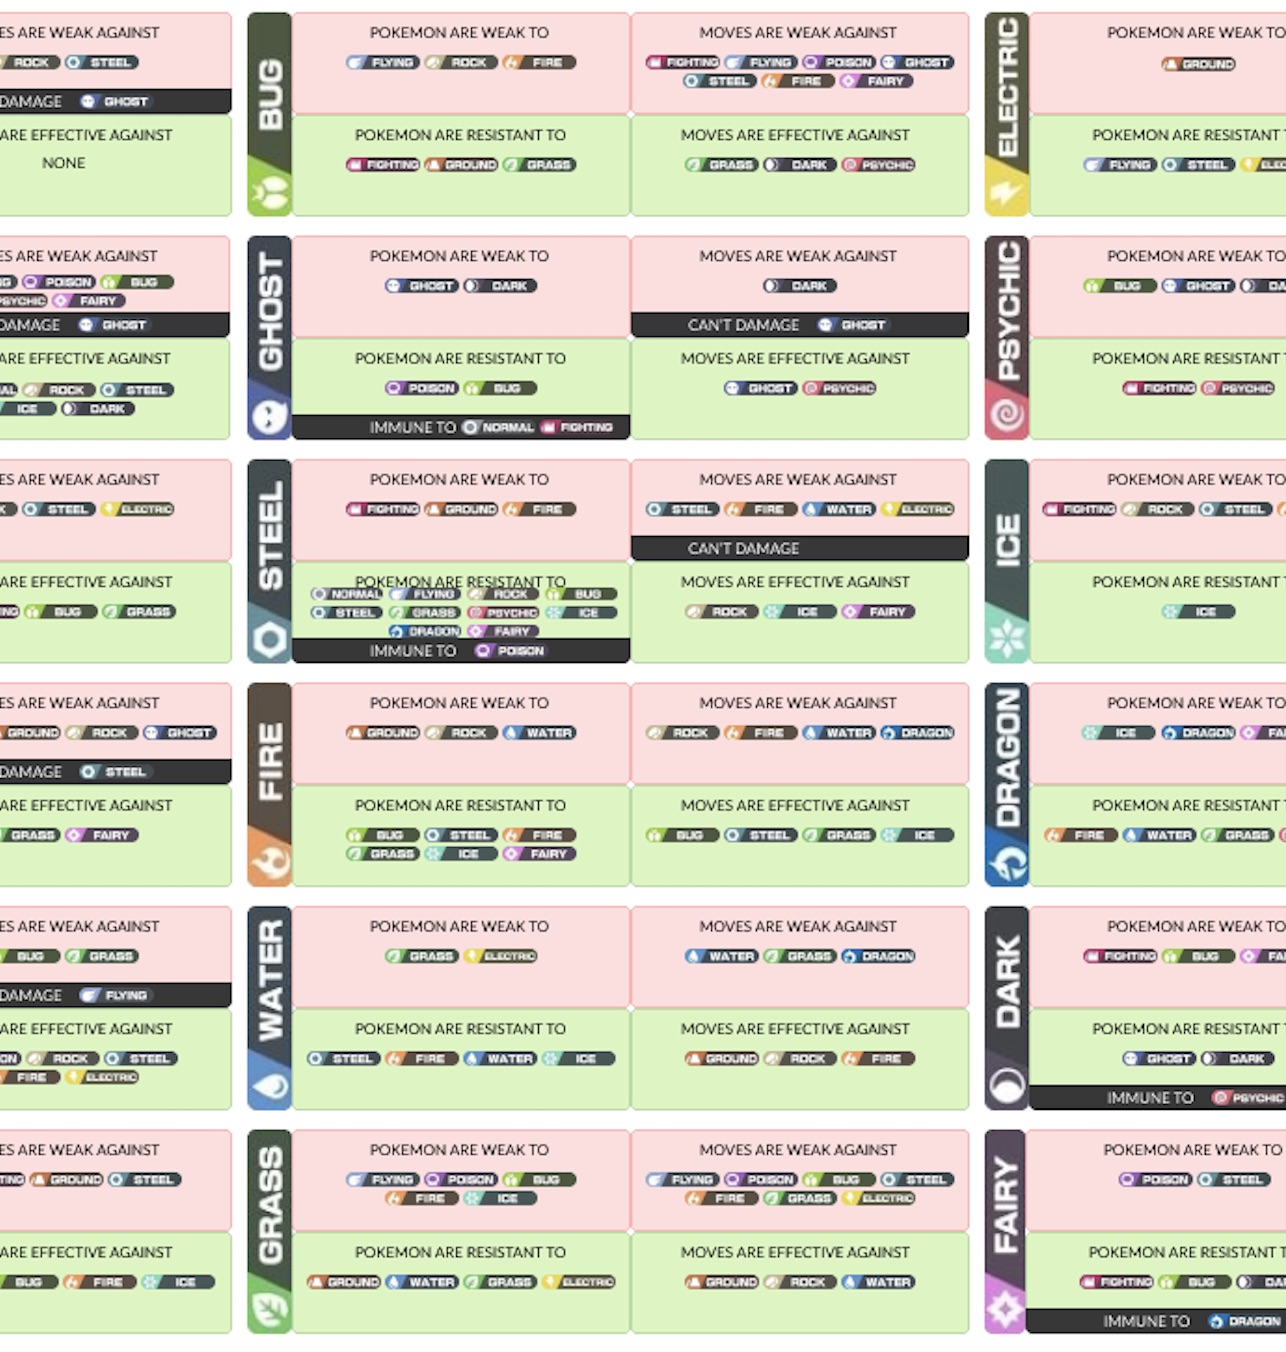 ES ARE WEAK AGAINST
ROCK STEEL
DAMAGE GHOST
ARE EFFECTIVE AGAINST
NONE
BUG
POKEMON ARE WEAK TO
FLYING ROCK FIRE
MOVES ARE WEAK AGAINST
FIGHTING FLYING POISON GHOST
STEEL FIRE FAIRY
POKEMON ARE RESISTANT TO
FIGHTING GROUND GRASS
MOVES ARE EFFECTIVE AGAINST
GRASS DARK PSYCHIC
ELECTRIC
POKEMON ARE WEAK TO
GROUND
POKEMON ARE RESISTANT T
FLYING STEEL ELEC
ES ARE WEAK AGAINST
NG POISON BUG
PSYCHIC FAIRY
DAMAGE GHOST
ARE EFFECTIVE AGAINST
AL ROCK STEEL
ICE DARK
GHOST
POKEMON ARE WEAK TO
GHOST DARK
MOVES ARE WEAK AGAINST
DARK
CAN'T DAMAGE GHOST
POKEMON ARE RESISTANT TO
POISON BUG
IMMUNE TO NORMAL FIGHTING
MOVES ARE EFFECTIVE AGAINST
GHOST PSYCHIC
PSYCHIC
POKEMON ARE WEAK TO
BUG GHOST DA
POKEMON ARE RESISTANT T
FIGHTING PSYCHIC
ES ARE WEAK AGAINST
K STEEL ELECTRIC
ARE EFFECTIVE AGAINST
NG BUG GRASS
STEEL
POKEMON ARE WEAK TO
FIGHTING GROUND FIRE
MOVES ARE WEAK AGAINST
STEEL FIRE WATER ELECTRIC
CAN'T DAMAGE
POKEMON ARE RESISTANT TO
NORMAL FLYING ROCK BUG
STEEL GRASS PSYCHIC ICE
DRAGON FAIRY
IMMUNE TO POISON
MOVES ARE EFFECTIVE AGAINST
ROCK ICE FAIRY
ICE
POKEMON ARE WEAK TO
FIGHTING ROCK STEEL
POKEMON ARE RESISTANT T
ICE
ES ARE WEAK AGAINST
GROUND ROCK GHOST
DAMAGE STEEL
ARE EFFECTIVE AGAINST
GRASS FAIRY
FIRE
POKEMON ARE WEAK TO
GROUND ROCK WATER
MOVES ARE WEAK AGAINST
ROCK FIRE WATER DRAGON
POKEMON ARE RESISTANT TO
BUG STEEL FIRE
GRASS ICE FAIRY
MOVES ARE EFFECTIVE AGAINST
BUG STEEL GRASS ICE
DRAGON
POKEMON ARE WEAK TO
ICE DRAGON FAI
POKEMON ARE RESISTANT T
FIRE WATER GRASS
ES ARE WEAK AGAINST
BUG GRASS
DAMAGE FLYING
ARE EFFECTIVE AGAINST
ON ROCK STEEL
FIRE ELECTRIC
WATER
POKEMON ARE WEAK TO
GRASS ELECTRIC
MOVES ARE WEAK AGAINST
WATER GRASS DRAGON
POKEMON ARE RESISTANT TO
STEEL FIRE WATER ICE
MOVES ARE EFFECTIVE AGAINST
GROUND ROCK FIRE
DARK
POKEMON ARE WEAK TO
FIGHTING BUG FAI
POKEMON ARE RESISTANT T
GHOST DARK
IMMUNE TO PSYCHIC
ES ARE WEAK AGAINST
TING GROUND STEEL
ARE EFFECTIVE AGAINST
BUG FIRE ICE
GRASS
POKEMON ARE WEAK TO
FLYING POISON BUG
FIRE ICE
MOVES ARE WEAK AGAINST
FLYING POISON BUG STEEL
FIRE GRASS ELECTRIC
POKEMON ARE RESISTANT TO
GROUND WATER GRASS ELECTRIC
MOVES ARE EFFECTIVE AGAINST
GROUND ROCK WATER
FAIRY
POKEMON ARE WEAK TO
POISON STEEL
POKEMON ARE RESISTANT T
FIGHTING BUG DA
IMMUNE TO DRAGON